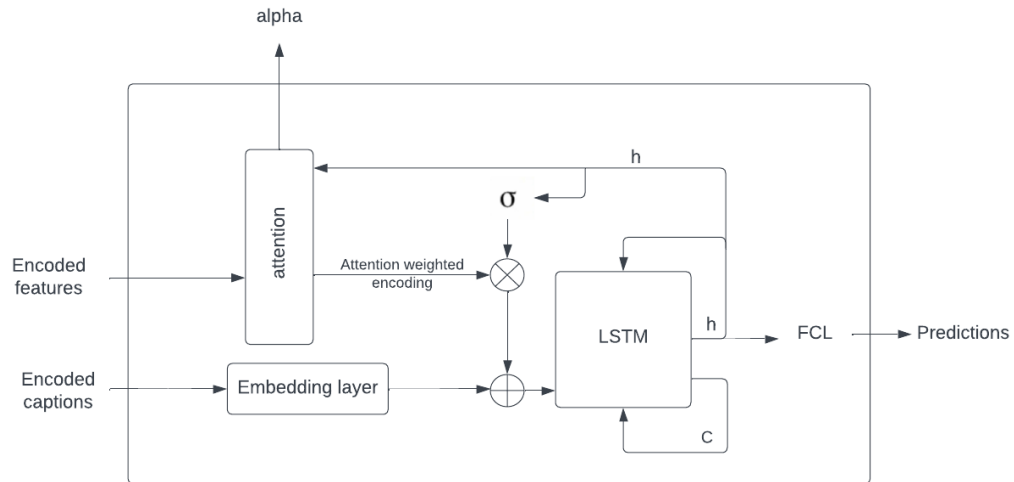 alpha
h
σ
attention
Encoded
features
Attention weighted
encoding
LSTM
h
FCL
Predictions
Encoded
captions
Embedding layer
C